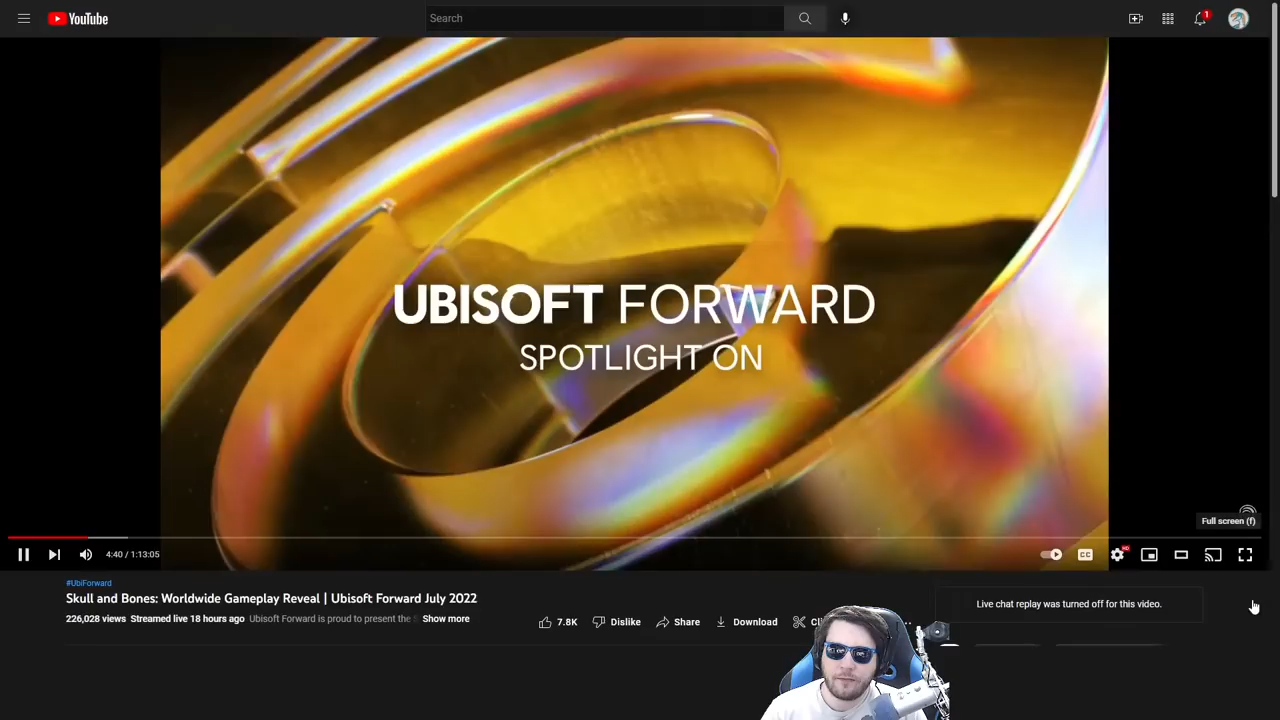 YouTube
Search
1
UBISOFT FORWARD
SPOTLIGHT ON
Full screen (f)
4:40 / 1:13:05
CC
HD
#UbiForward
Skull and Bones: Worldwide Gameplay Reveal | Ubisoft Forward July 2022
226,028 views Streamed live 18 hours ago Ubisoft Forward is proud to present the Show more
7.8K Dislike Share Download
Live chat replay was turned off for this video.